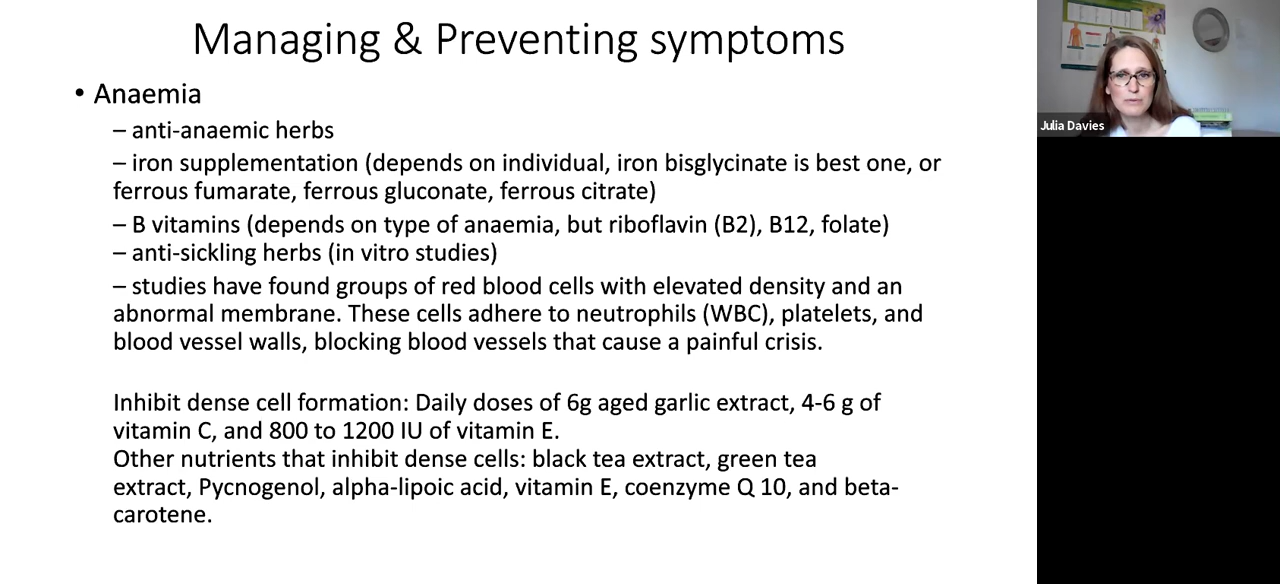 Managing & Preventing symptoms
• Anaemia
– anti-anaemic herbs
– iron supplementation (depends on individual, iron bisglycinate is best one, or
ferrous fumarate, ferrous gluconate, ferrous citrate)
– B vitamins (depends on type of anaemia, but riboflavin (B2), B12, folate)
– anti-sickling herbs (in vitro studies)
– studies have found groups of red blood cells with elevated density and an
abnormal membrane. These cells adhere to neutrophils (WBC), platelets, and
blood vessel walls, blocking blood vessels that cause a painful crisis.
Inhibit dense cell formation: Daily doses of 6g aged garlic extract, 4-6 g of
vitamin C, and 800 to 1200 IU of vitamin E.
Other nutrients that inhibit dense cells: black tea extract, green tea
extract, Pycnogenol, alpha-lipoic acid, vitamin E, coenzyme Q 10, and beta-
carotene.
Julia Davies